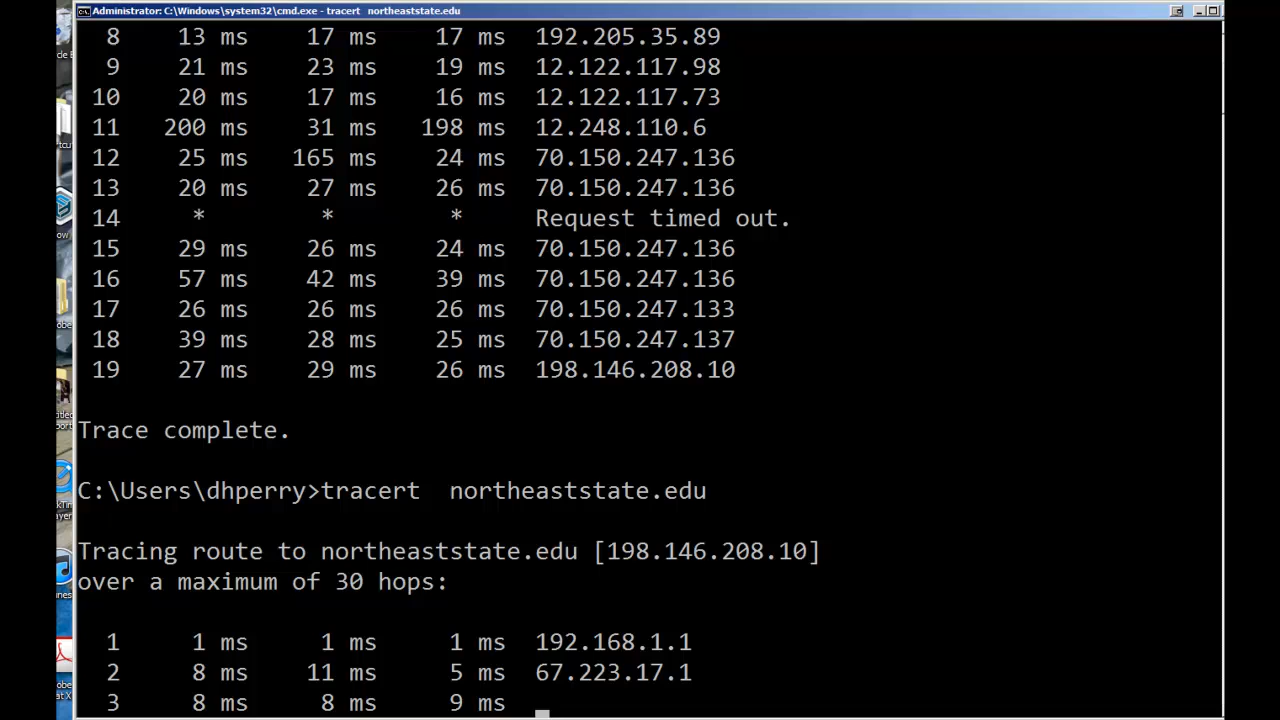 Administrator: C:\Windows\system32\cmd.exe - tracert  northeaststate.edu
8    13 ms    17 ms    17 ms  192.205.35.89
9    21 ms    23 ms    19 ms  12.122.117.98
10    20 ms    17 ms    16 ms  12.122.117.73
11   200 ms    31 ms   198 ms  12.248.110.6
12    25 ms   165 ms    24 ms  70.150.247.136
13    20 ms    27 ms    26 ms  70.150.247.136
14     *        *        *     Request timed out.
15    29 ms    26 ms    24 ms  70.150.247.136
16    57 ms    42 ms    39 ms  70.150.247.136
17    26 ms    26 ms    26 ms  70.150.247.133
18    39 ms    28 ms    25 ms  70.150.247.137
19    27 ms    29 ms    26 ms  198.146.208.10
Trace complete.
C:\Users\dhperry>tracert  northeaststate.edu
Tracing route to northeaststate.edu [198.146.208.10]
over a maximum of 30 hops:
1     1 ms     1 ms     1 ms  192.168.1.1
2     8 ms    11 ms     5 ms  67.223.17.1
3     8 ms     8 ms     9 ms